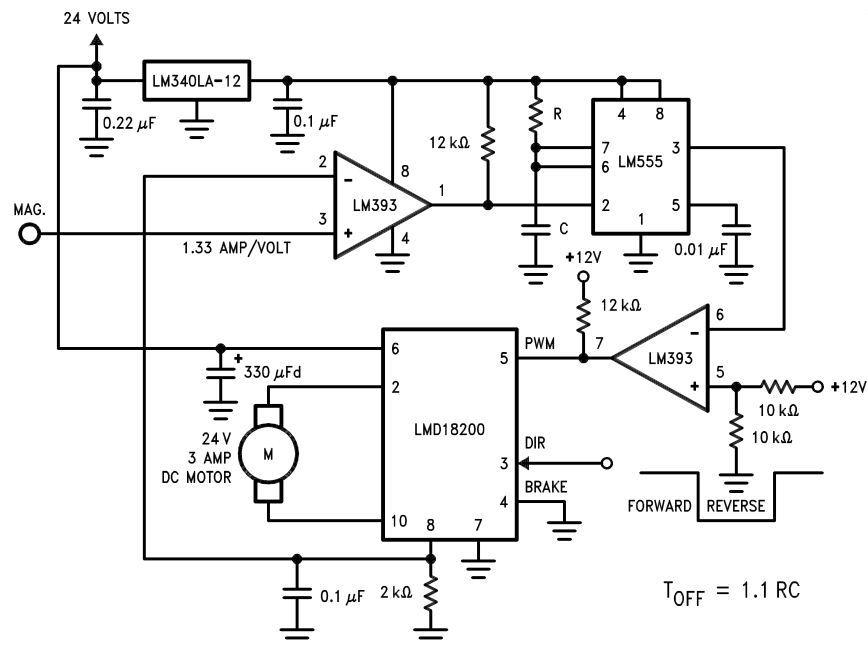 24 VOLTS
LM340LA-12
0.22 μF
0.1 μF
12 kΩ
R
4 8
7
6
LM555
3
2
5
1
C
0.01 μF
2
8
1
LM393
3
4
−
+
MAG.
1.33 AMP/VOLT
+12V
12 kΩ
6
−
LM393
7
5
+
+12V
10 kΩ
10 kΩ
PWM
5
6
2
+
330 μFd
LMD18200
24 V
3 AMP
DC MOTOR
M
DIR
3
BRAKE
4
10
8
7
FORWARD REVERSE
0.1 μF
2 kΩ
TOFF = 1.1 RC